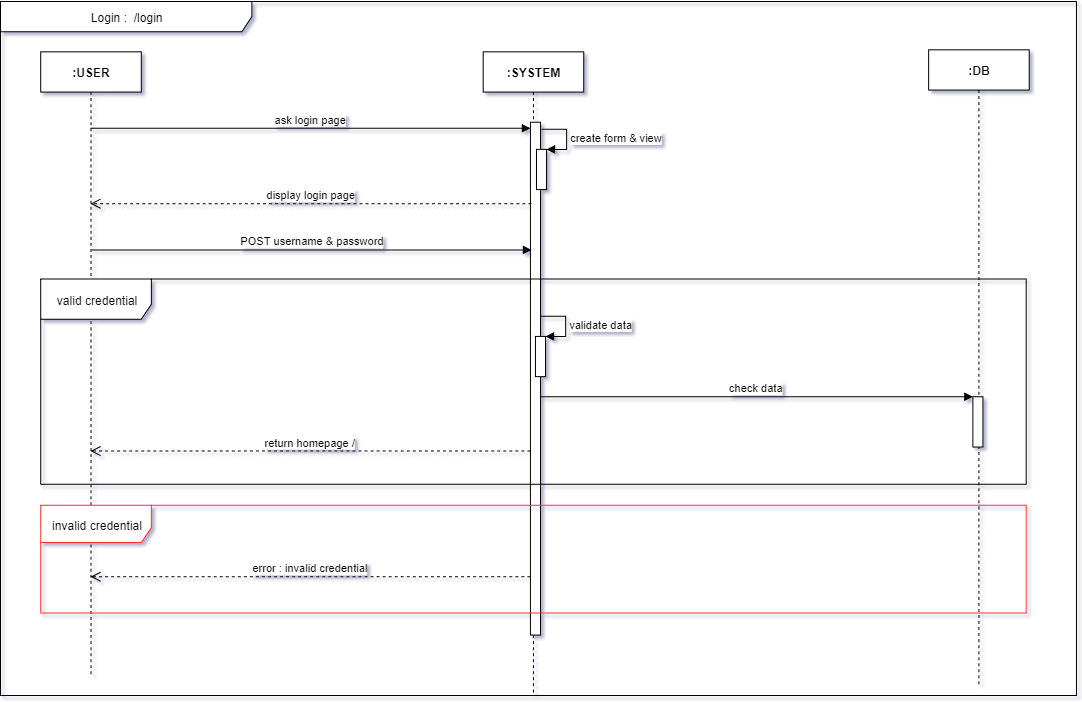 Login : /login
:USER
:SYSTEM
:DB
ask login page
create form & view
display login page
POST username & password
valid credential
validate data
check data
return homepage /
invalid credential
error : invalid credential